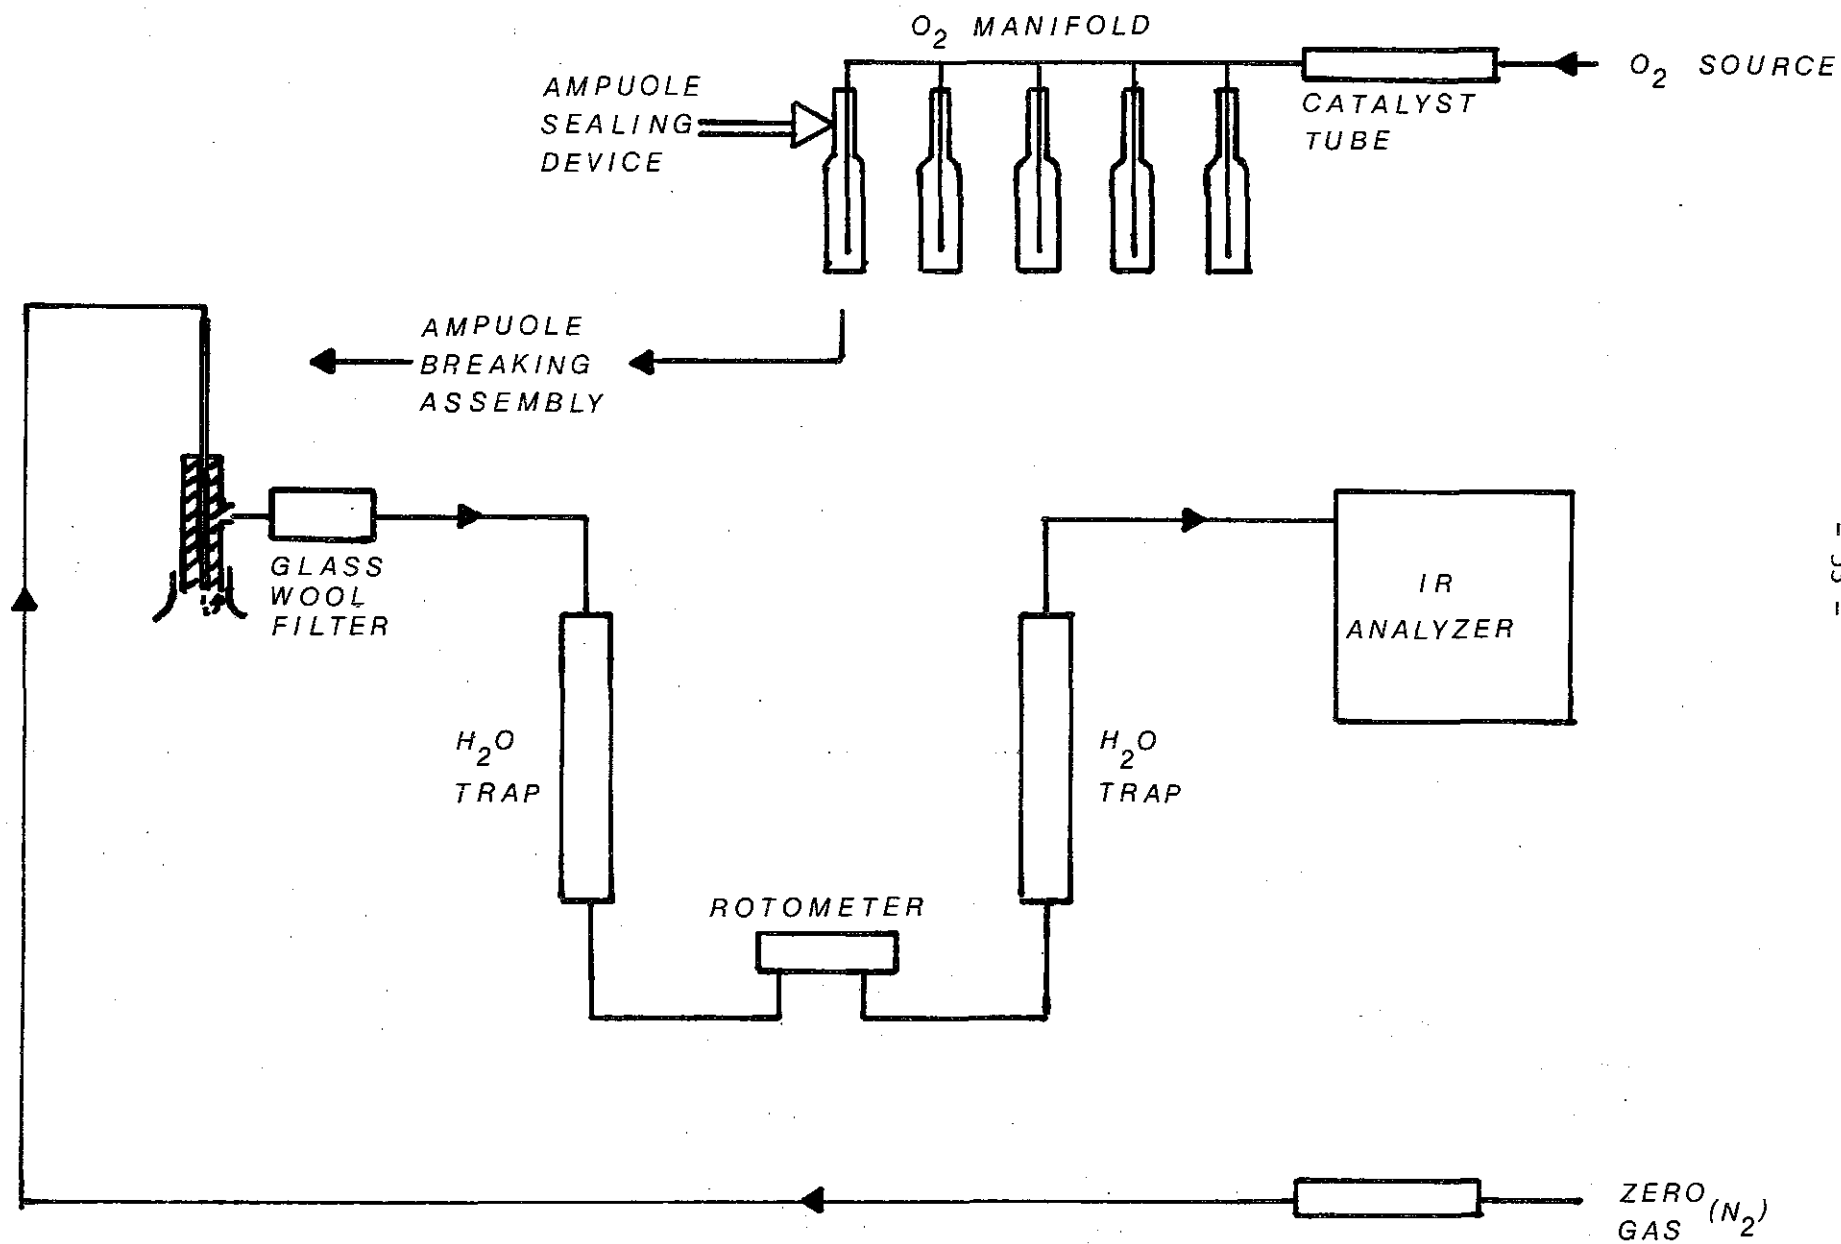 O2 MANIFOLD
O2 SOURCE
AMPUOLE
SEALING
DEVICE
CATALYST
TUBE
AMPUOLE
BREAKING
ASSEMBLY
GLASS
WOOL
FILTER
IR
ANALYZER
H2O
TRAP
H2O
TRAP
ROTOMETER
ZERO (N2)
GAS